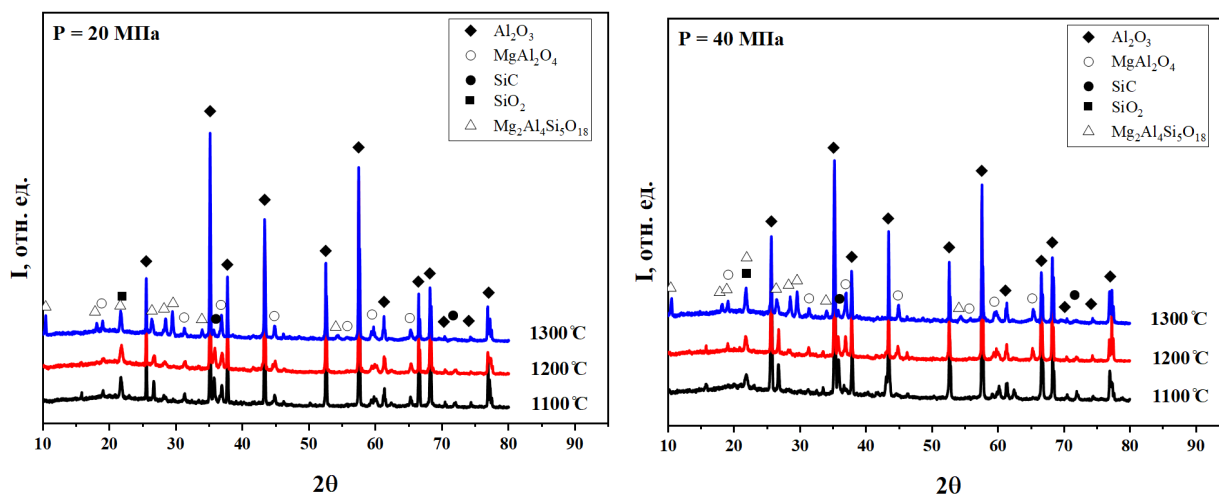 P = 20 МПа
Al₂O₃
MgAl₂O₄
SiC
SiO₂
Mg₂Al₄Si₅O₁₈
I, отн. ед.
1300℃
1200℃
1100℃
10 20 30 40 50 60 70 80 90
2θ
P = 40 МПа
Al₂O₃
MgAl₂O₄
SiC
SiO₂
Mg₂Al₄Si₅O₁₈
I, отн. ед.
1300℃
1200℃
1100℃
10 20 30 40 50 60 70 80 90
2θ